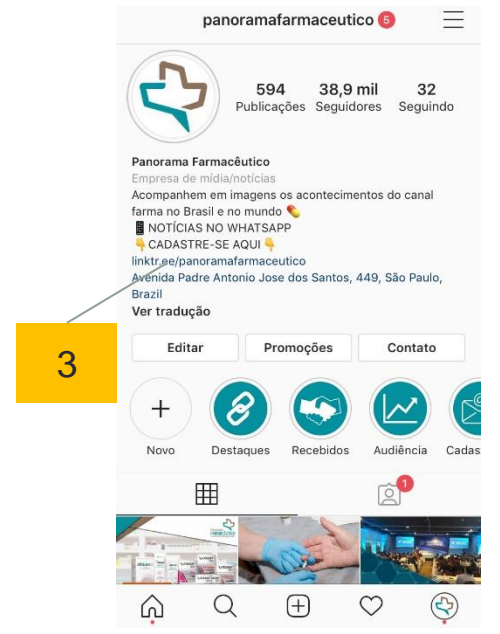 panoramafarmaceutico 5
594 38,9 mil 32
Publicações Seguidores Seguindo
Panorama Farmacêutico
Empresa de mídia/notícias
Acompanhem em imagens os acontecimentos do canal
farma no Brasil e no mundo 💊
📱 NOTÍCIAS NO WHATSAPP
👇 CADASTRE-SE AQUI 👇
linktr.ee/panoramafarmaceutico
Avenida Padre Antonio Jose dos Santos, 449, São Paulo,
Brazil
Ver tradução
3
Editar Promoções Contato
Novo Destaques Recebidos Audiência Cadas
1